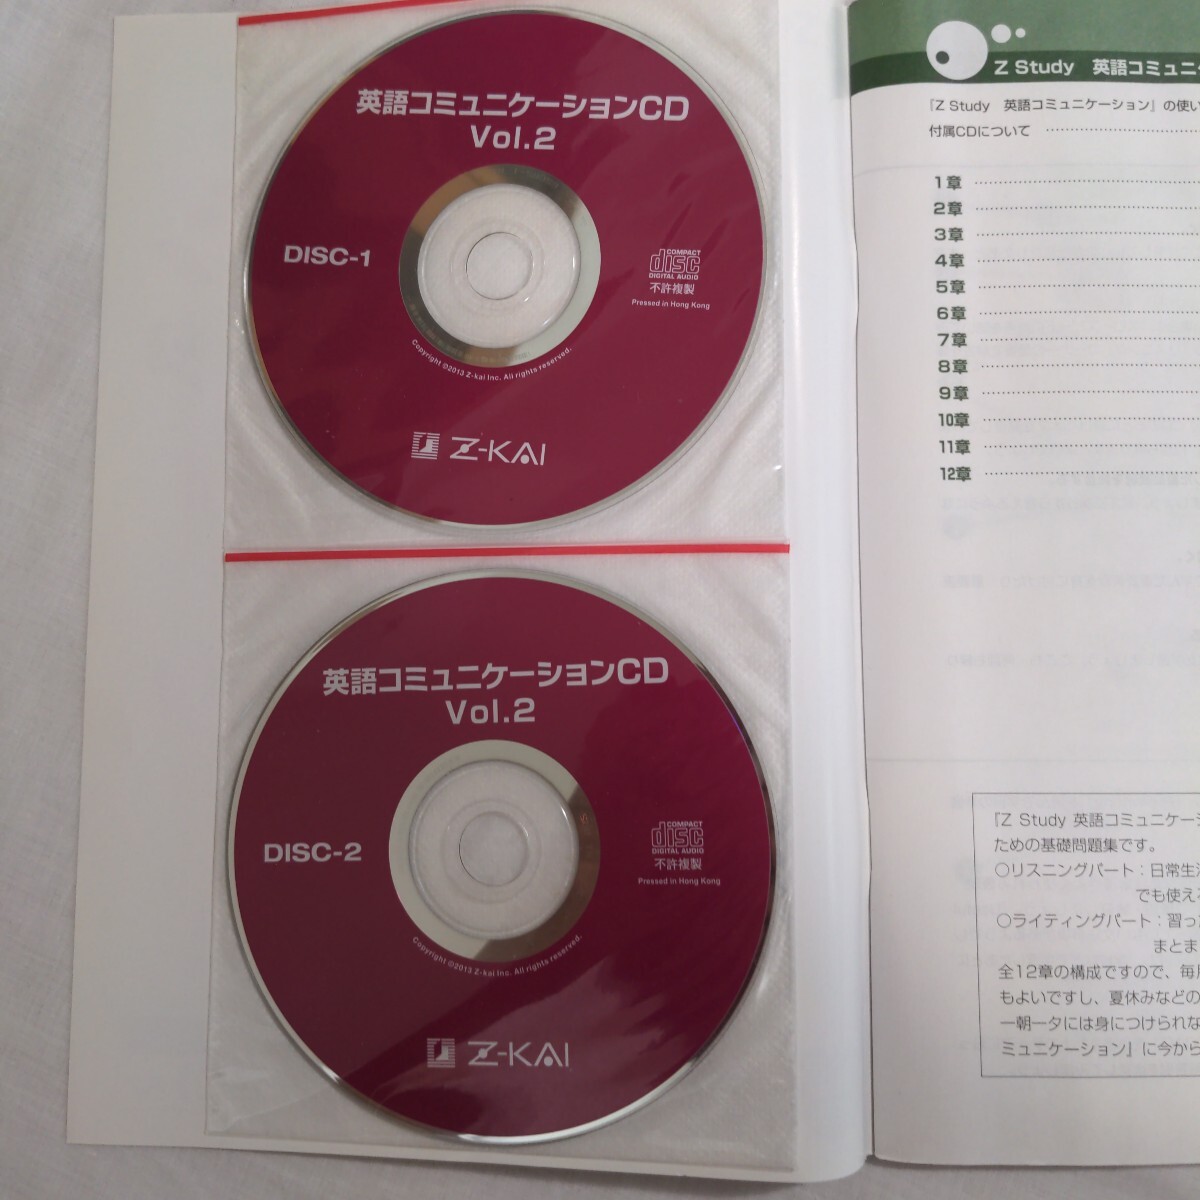 英語コミュニケーションCD
Vol.2
DISC-1
COMPACT
disc
DIGITAL AUDIO
不許複製
Pressed in Hong Kong
Copyright ©2013 Z-kai Inc. All rights reserved.
Z-KAI
英語コミュニケーションCD
Vol.2
DISC-2
COMPACT
disc
DIGITAL AUDIO
不許複製
Pressed in Hong Kong
Copyright ©2013 Z-kai Inc. All rights reserved.
Z-KAI
Z Study 英語コミュニケ
『Z Study 英語コミュニケーション』の使い
付属CDについて
1章
2章
3章
4章
5章
6章
7章
8章
9章
10章
11章
12章
『Z Study 英語コミュニケーシ
ための基礎問題集です。
○リスニングパート：日常生活
でも使える
○ライティングパート：習っ
まとま
全12章の構成ですので、毎月
もよいですし、夏休みなどの
一朝一夕には身につけられな
ミュニケーション』に今から